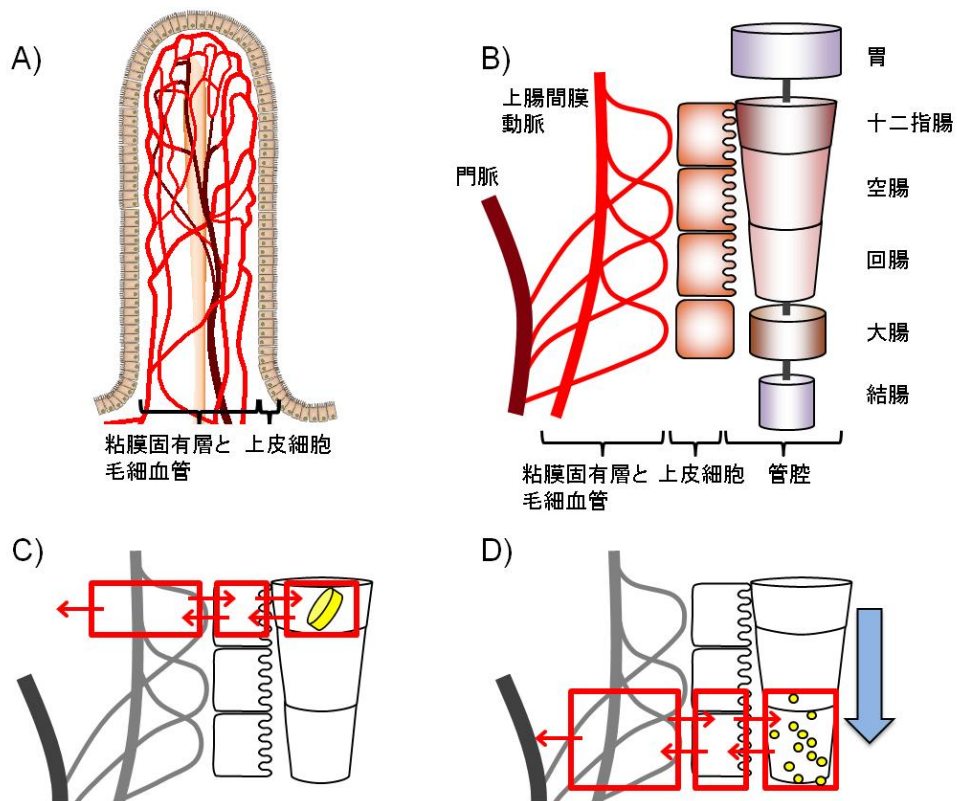 A)
粘膜固有層と 上皮細胞
毛細血管
B)
上腸間膜
動脈
門脈
胃
十二指腸
空腸
回腸
大腸
結腸
粘膜固有層と 上皮細胞 管腔
毛細血管
C)
D)